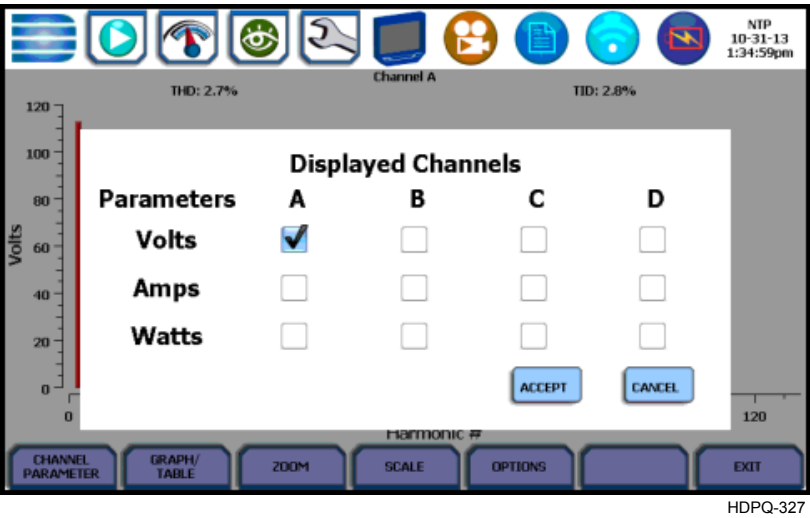 NTP
10-31-13
1:34:59pm
Channel A
THD: 2.7%
TID: 2.8%
120
100
80
60
40
20
0
Volts
Displayed Channels
Parameters A B C D
Volts
Amps
Watts
ACCEPT
CANCEL
0
120
Harmonic #
CHANNEL PARAMETER
GRAPH/ TABLE
ZOOM
SCALE
OPTIONS
EXIT
HDPQ-327